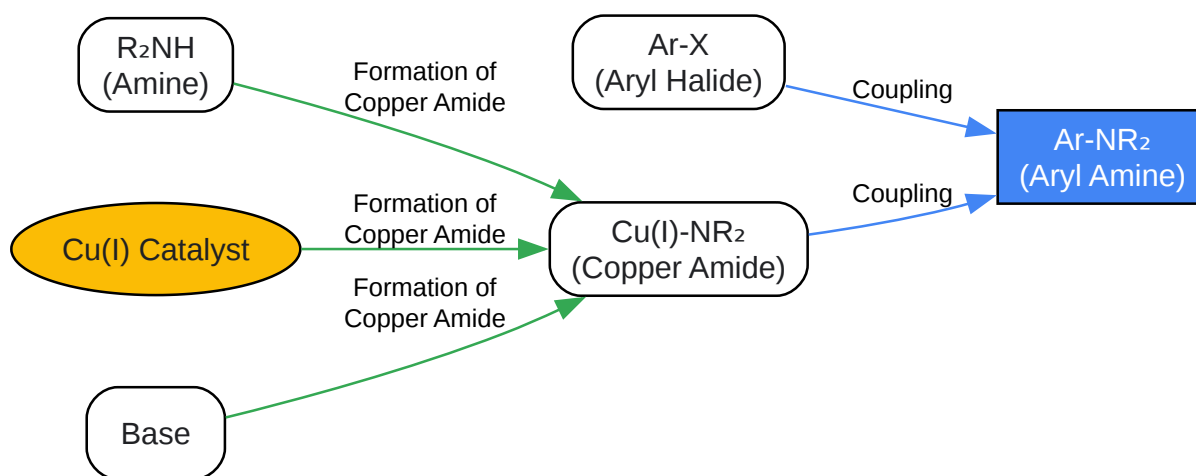 R₂NH
(Amine)
Formation of
Copper Amide
Ar-X
(Aryl Halide)
Coupling
Ar-NR₂
(Aryl Amine)
Cu(I) Catalyst
Formation of
Copper Amide
Cu(I)-NR₂
(Copper Amide)
Coupling
Formation of
Copper Amide
Base